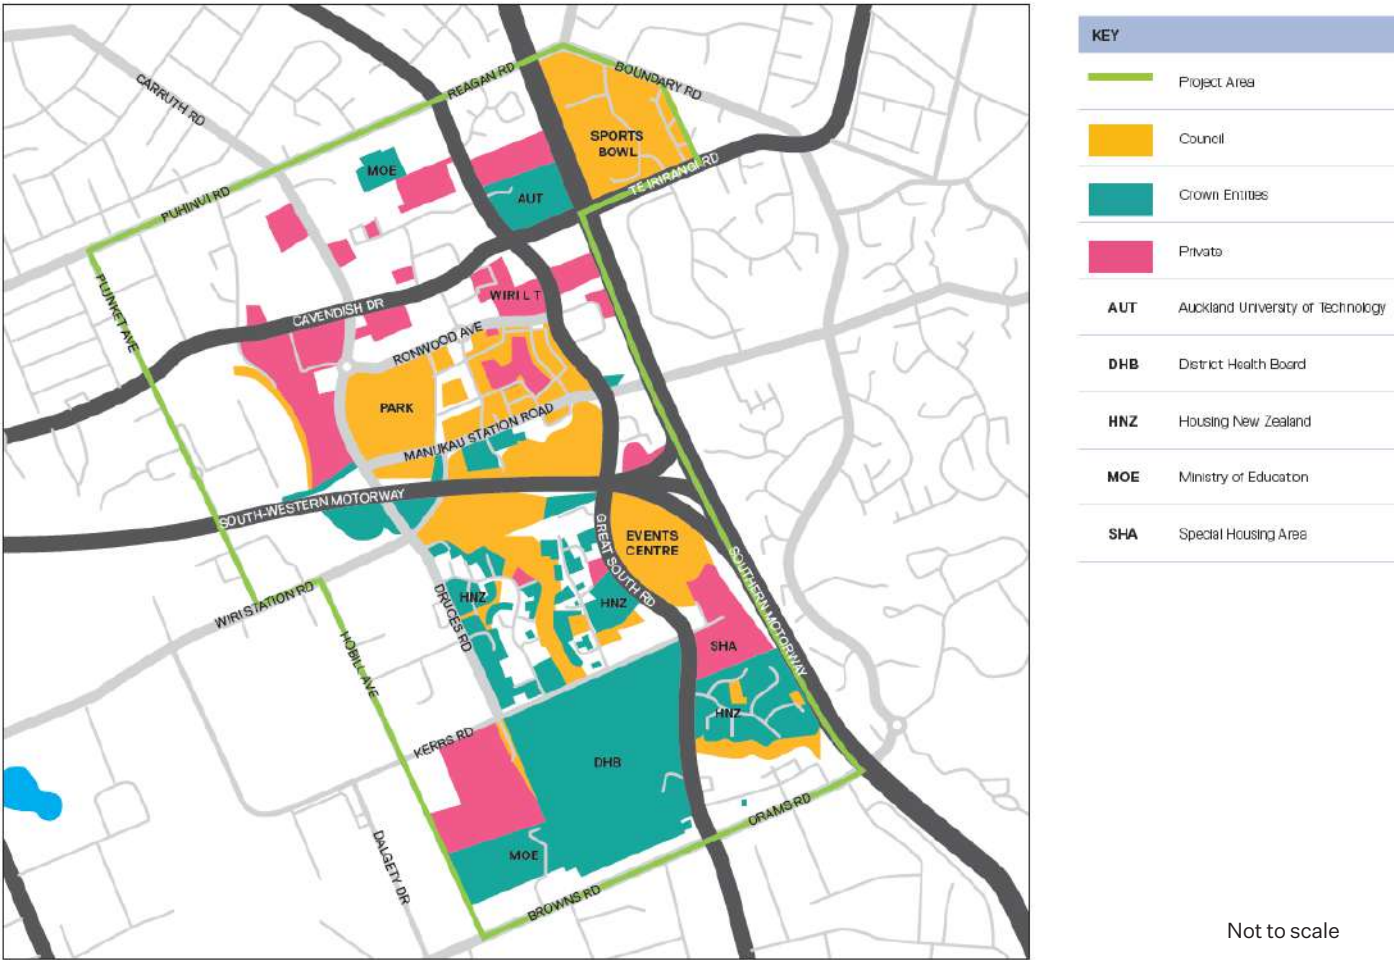 CARRUTH RD
REAGAN RD
BOUNDARY RD
SPORTS
BOWL
MOE
TE IRIRANGI RD
PUHINUI RD
AUT
PLUNKET AVE
WIRI L T
CAVENDISH DR
RONWOOD AVE
PARK
MANUKAU STATION ROAD
SOUTH-WESTERN MOTORWAY
GREAT SOUTH RD
EVENTS
CENTRE
SOUTHERN MOTORWAY
WIRI STATION RD
DRUCES RD
HNZ
HNZ
HOBILL AVE
SHA
HNZ
KERRS RD
DHB
ORAMS RD
DALGETY DR
MOE
BROWNS RD
KEY
Project Area
Council
Crown Entities
Private
AUT Auckland University of Technology
DHB District Health Board
HNZ Housing New Zealand
MOE Ministry of Education
SHA Special Housing Area
Not to scale